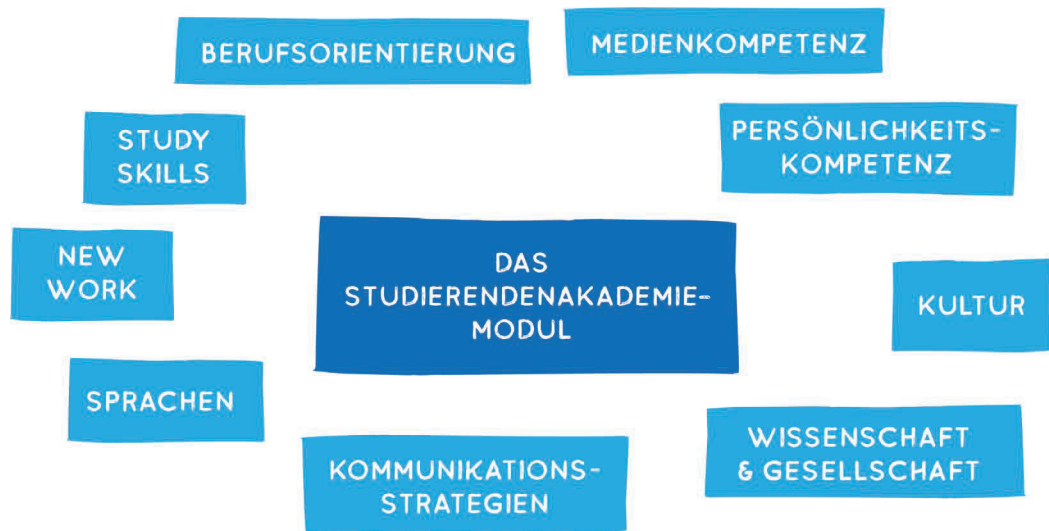 BERUFSORIENTIERUNG
MEDIENKOMPETENZ
STUDY
SKILLS
PERSÖNLICHKEITS-
KOMPETENZ
NEW
WORK
DAS
STUDIERENDENAKADEMIE-
MODUL
KULTUR
SPRACHEN
KOMMUNIKATIONS-
STRATEGIEN
WISSENSCHAFT
& GESELLSCHAFT